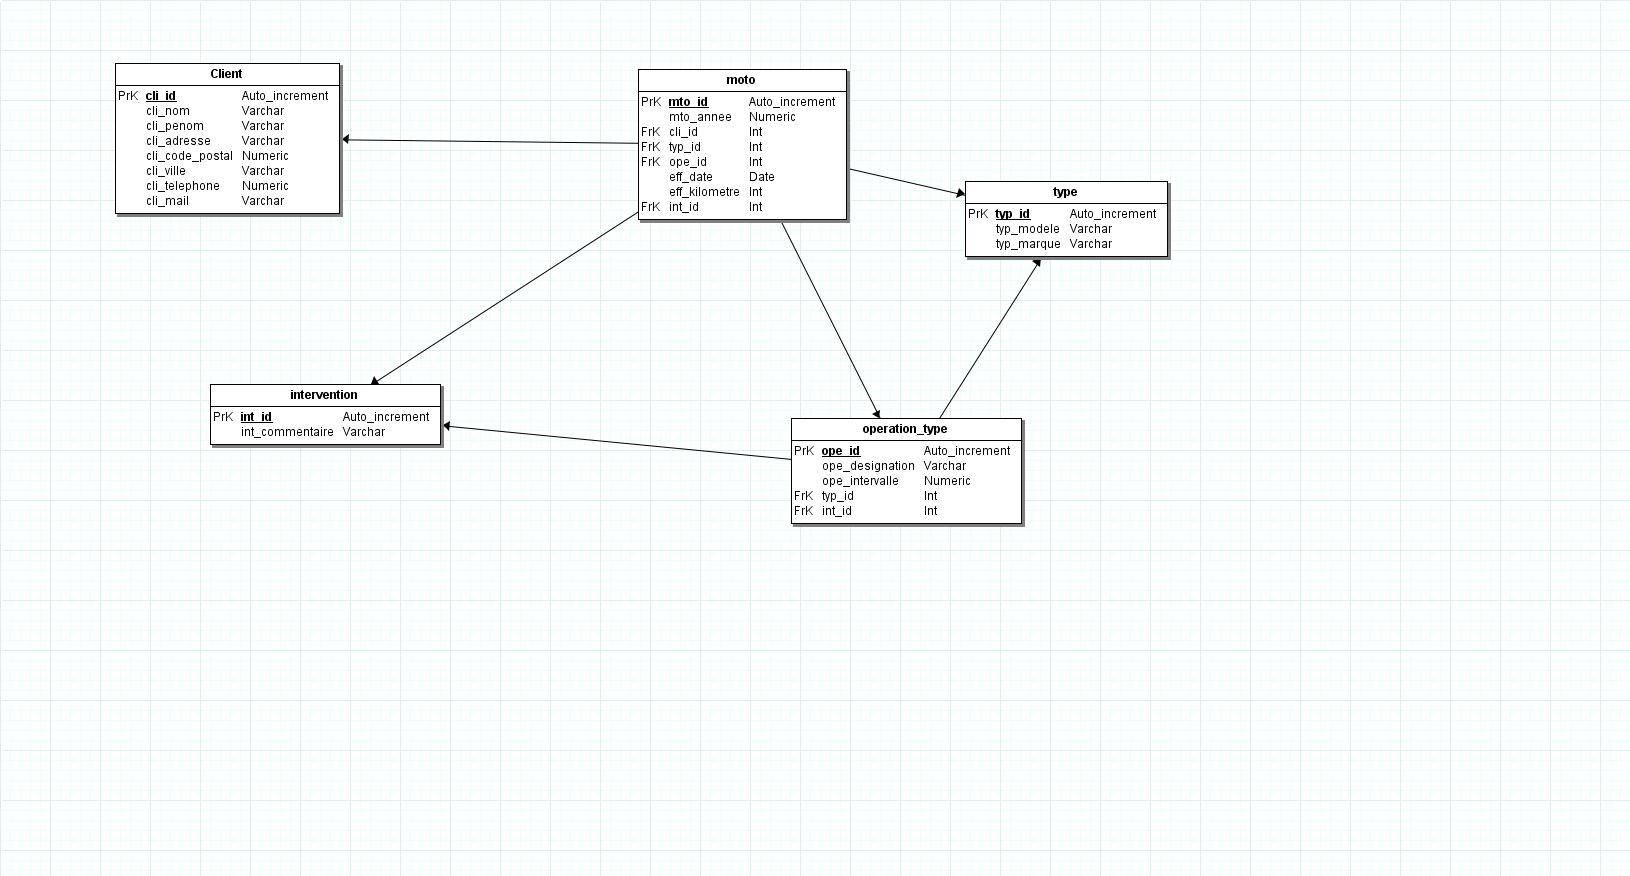 Client
PrK cli_id Auto_increment
cli_nom Varchar
cli_penom Varchar
cli_adresse Varchar
cli_code_postal Numeric
cli_ville Varchar
cli_telephone Numeric
cli_mail Varchar
moto
PrK mto_id Auto_increment
mto_annee Numeric
FrK cli_id Int
FrK typ_id Int
FrK ope_id Int
eff_date Date
eff_kilometre Int
FrK int_id Int
type
PrK typ_id Auto_increment
typ_modele Varchar
typ_marque Varchar
intervention
PrK int_id Auto_increment
int_commentaire Varchar
operation_type
PrK ope_id Auto_increment
ope_designation Varchar
ope_intervalle Numeric
FrK typ_id Int
FrK int_id Int